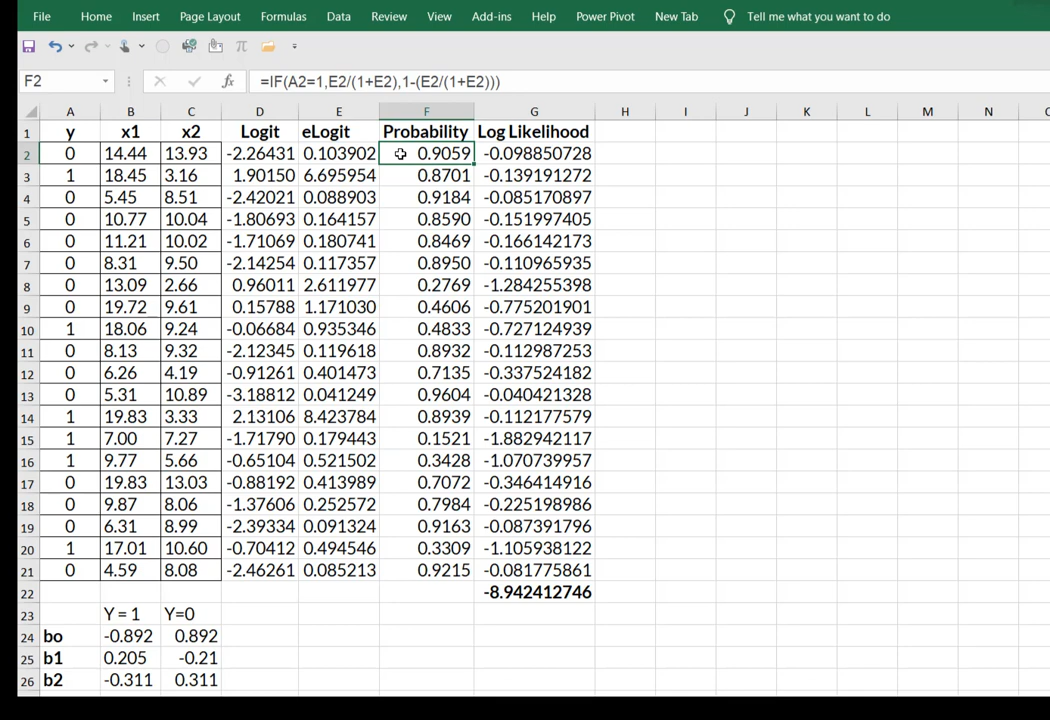 File Home Insert Page Layout Formulas Data Review View Add-ins Help Power Pivot New Tab Tell me what you want to do
F2 fx =IF(A2=1,E2/(1+E2),1-(E2/(1+E2)))
A B C D E F G H I J K L M N
1 y x1 x2 Logit eLogit Probability Log Likelihood
2 0 14.44 13.93 -2.26431 0.103902 0.9059 -0.098850728
3 1 18.45 3.16 1.90150 6.695954 0.8701 -0.139191272
4 0 5.45 8.51 -2.42021 0.088903 0.9184 -0.085170897
5 0 10.77 10.04 -1.80693 0.164157 0.8590 -0.151997405
6 0 11.21 10.02 -1.71069 0.180741 0.8469 -0.166142173
7 0 8.31 9.50 -2.14254 0.117357 0.8950 -0.110965935
8 0 13.09 2.66 0.96011 2.611977 0.2769 -1.284255398
9 0 19.72 9.61 0.15788 1.171030 0.4606 -0.775201901
10 1 18.06 9.24 -0.06684 0.935346 0.4833 -0.727124939
11 0 8.13 9.32 -2.12345 0.119618 0.8932 -0.112987253
12 0 6.26 4.19 -0.91261 0.401473 0.7135 -0.337524182
13 0 5.31 10.89 -3.18812 0.041249 0.9604 -0.040421328
14 1 19.83 3.33 2.13106 8.423784 0.8939 -0.112177579
15 1 7.00 7.27 -1.71790 0.179443 0.1521 -1.882942117
16 1 9.77 5.66 -0.65104 0.521502 0.3428 -1.070739957
17 0 19.83 13.03 -0.88192 0.413989 0.7072 -0.346414916
18 0 9.87 8.06 -1.37606 0.252572 0.7984 -0.225198986
19 0 6.31 8.99 -2.39334 0.091324 0.9163 -0.087391796
20 1 17.01 10.60 -0.70412 0.494546 0.3309 -1.105938122
21 0 4.59 8.08 -2.46261 0.085213 0.9215 -0.081775861
22 -8.942412746
23 Y = 1 Y=0
24 bo -0.892 0.892
25 b1 0.205 -0.21
26 b2 -0.311 0.311